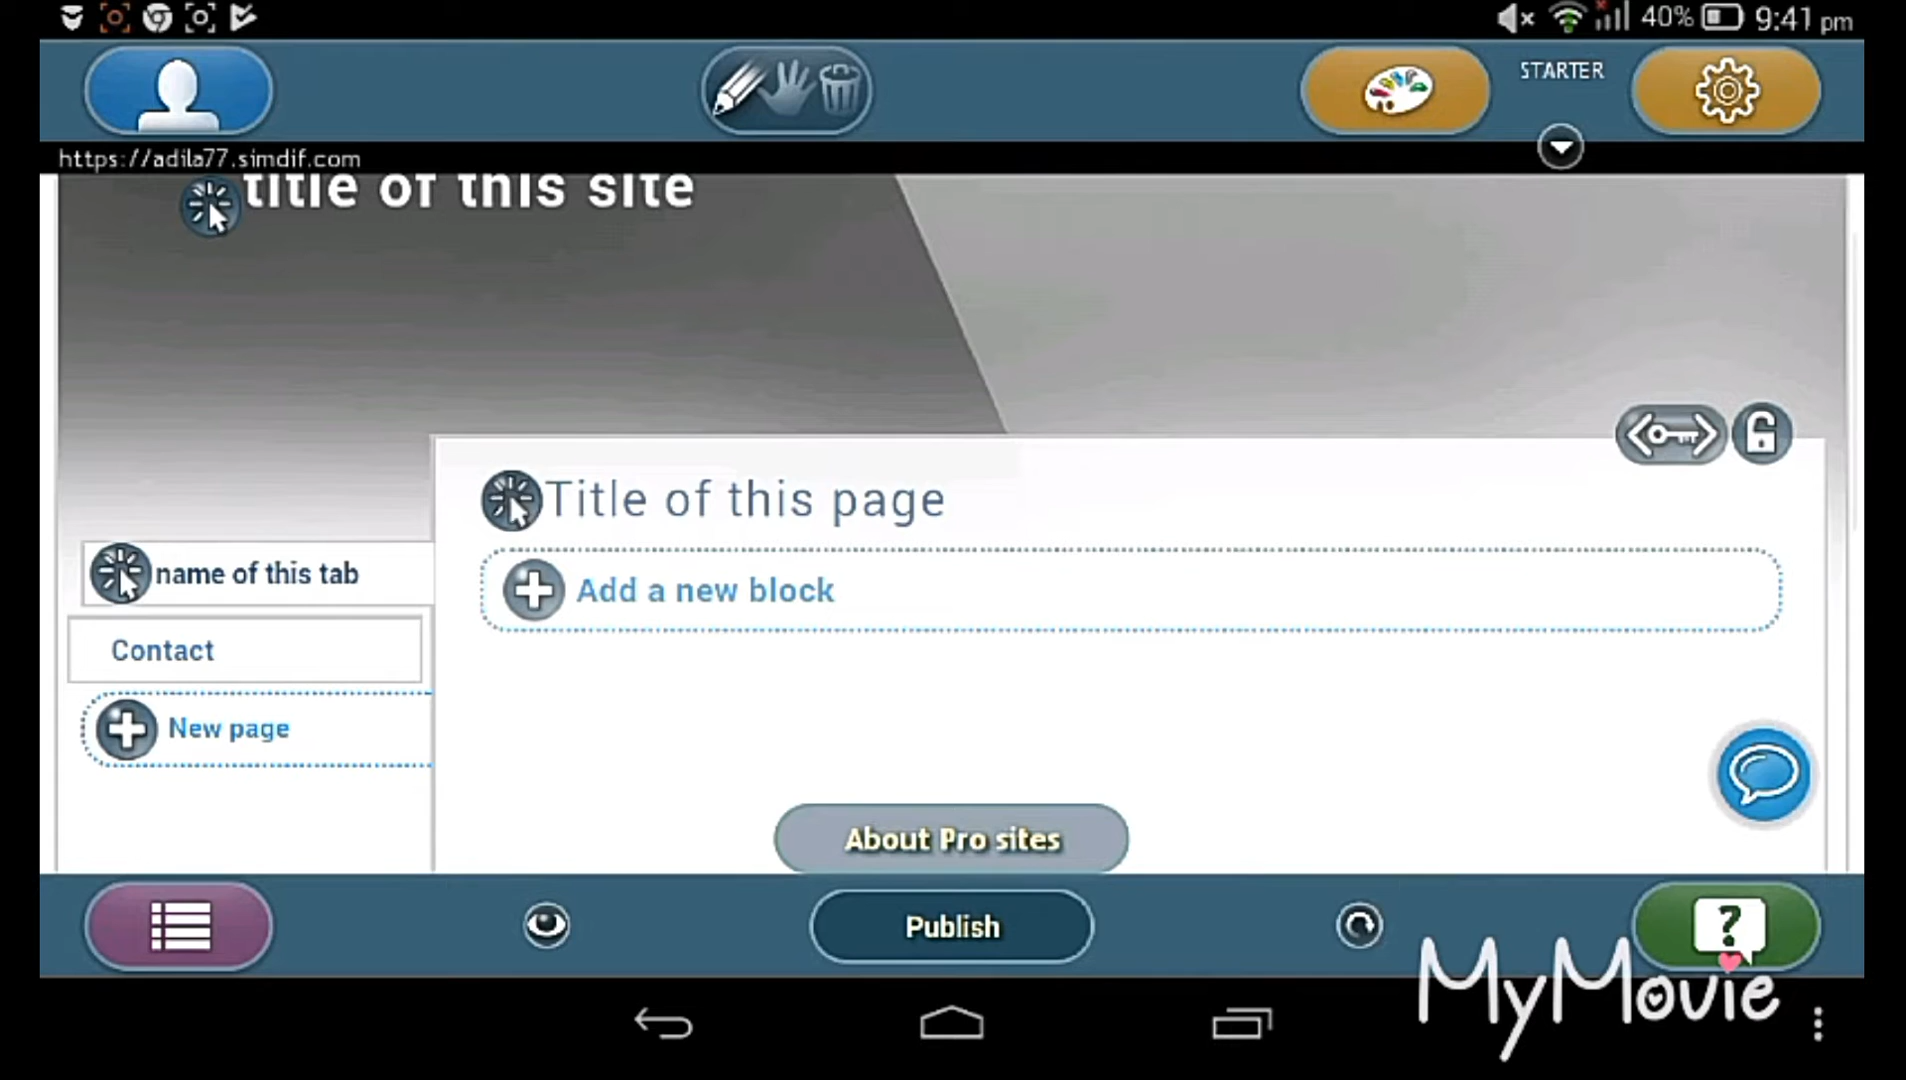 40% 9:41 pm
STARTER
https://adila77.simdif.com
title of this site
Title of this page
name of this tab
Add a new block
Contact
New page
About Pro sites
Publish
?
MyMovie